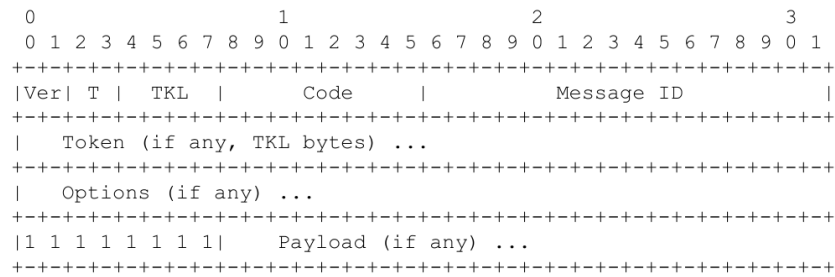 0                   1                   2                   3
 0 1 2 3 4 5 6 7 8 9 0 1 2 3 4 5 6 7 8 9 0 1 2 3 4 5 6 7 8 9 0 1
+-+-+-+-+-+-+-+-+-+-+-+-+-+-+-+-+-+-+-+-+-+-+-+-+-+-+-+-+-+-+-+-+
|Ver| T |  TKL  |      Code     |          Message ID           |
+-+-+-+-+-+-+-+-+-+-+-+-+-+-+-+-+-+-+-+-+-+-+-+-+-+-+-+-+-+-+-+-+
|   Token (if any, TKL bytes) ...
+-+-+-+-+-+-+-+-+-+-+-+-+-+-+-+-+-+-+-+-+-+-+-+-+-+-+-+-+-+-+-+-+
|   Options (if any) ...
+-+-+-+-+-+-+-+-+-+-+-+-+-+-+-+-+-+-+-+-+-+-+-+-+-+-+-+-+-+-+-+-+
|1 1 1 1 1 1 1 1|    Payload (if any) ...
+-+-+-+-+-+-+-+-+-+-+-+-+-+-+-+-+-+-+-+-+-+-+-+-+-+-+-+-+-+-+-+-+